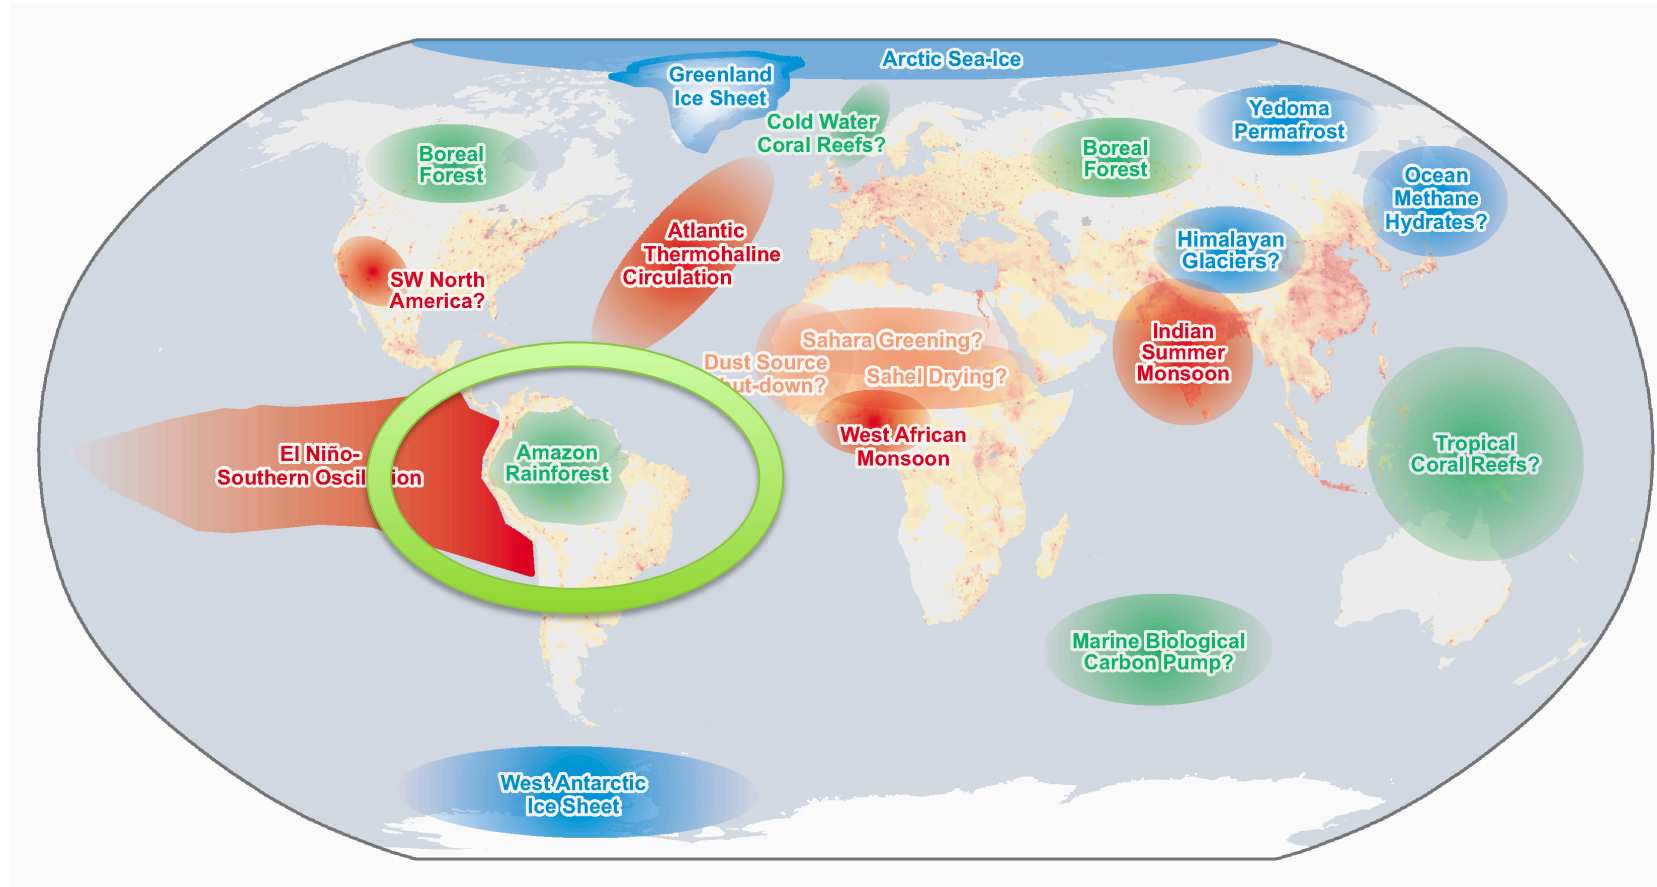 Arctic Sea-Ice
Greenland
Ice Sheet
Cold Water
Coral Reefs?
Yedoma
Permafrost
Boreal
Forest
Boreal
Forest
Ocean
Methane
Hydrates?
Atlantic
Thermohaline
Circulation
Himalayan
Glaciers?
SW North
America?
Sahara Greening?
Dust Source
hut-down?
Sahel Drying?
Indian
Summer
Monsoon
West African
Monsoon
El Niño-
Southern Oscil ion
Amazon
Rainforest
Tropical
Coral Reefs?
Marine Biological
Carbon Pump?
West Antarctic
Ice Sheet